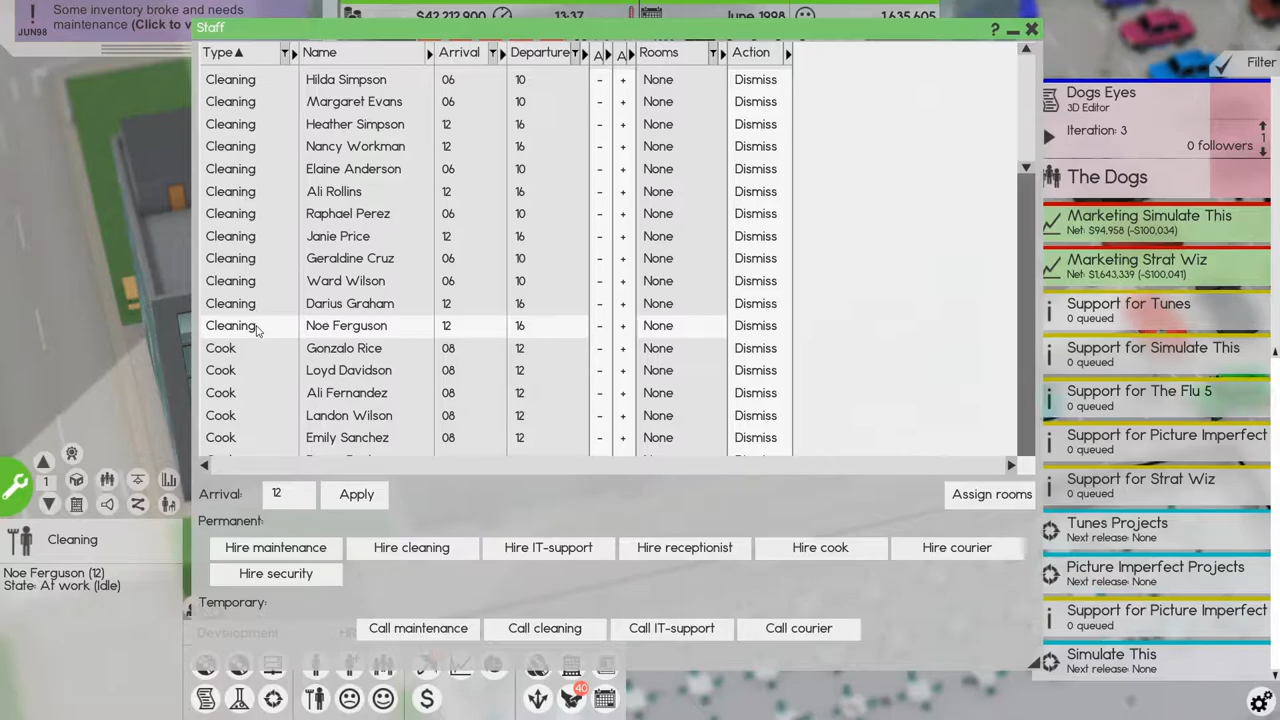 Some inventory broke and needs
maintenance (Click to v
JUN98
$42,212,900
13:37
June 1998
1,635,605
Staff
?
Type Name Arrival Departure A A Rooms Action
Cleaning Hilda Simpson 06 10 - + None Dismiss
Cleaning Margaret Evans 06 10 - + None Dismiss
Cleaning Heather Simpson 12 16 - + None Dismiss
Cleaning Nancy Workman 12 16 - + None Dismiss
Cleaning Elaine Anderson 06 10 - + None Dismiss
Cleaning Ali Rollins 12 16 - + None Dismiss
Cleaning Raphael Perez 06 10 - + None Dismiss
Cleaning Janie Price 12 16 - + None Dismiss
Cleaning Geraldine Cruz 06 10 - + None Dismiss
Cleaning Ward Wilson 06 10 - + None Dismiss
Cleaning Darius Graham 12 16 - + None Dismiss
Cleaning Noe Ferguson 12 16 - + None Dismiss
Cook Gonzalo Rice 08 12 - + None Dismiss
Cook Loyd Davidson 08 12 - + None Dismiss
Cook Ali Fernandez 08 12 - + None Dismiss
Cook Landon Wilson 08 12 - + None Dismiss
Cook Emily Sanchez 08 12 - + None Dismiss
Arrival: 12 Apply Assign rooms
Permanent:
Hire maintenance Hire cleaning Hire IT-support Hire receptionist Hire cook Hire courier
Hire security
Temporary:
Call maintenance Call cleaning Call IT-support Call courier
Development
40
1
Cleaning
Noe Ferguson (12)
State: At work (Idle)
Filter
Dogs Eyes
3D Editor
Iteration: 3
1
0 followers
The Dogs
Marketing Simulate This
Net: $94,958 (-$100,034)
Marketing Strat Wiz
Net: $1,643,339 (-$100,041)
Support for Tunes
0 queued
Support for Simulate This
0 queued
Support for The Flu 5
0 queued
Support for Picture Imperfect
0 queued
Support for Strat Wiz
0 queued
Tunes Projects
Next release: None
Picture Imperfect Projects
Next release: None
Support for Picture Imperfect
0 queued
Simulate This
Next release: None